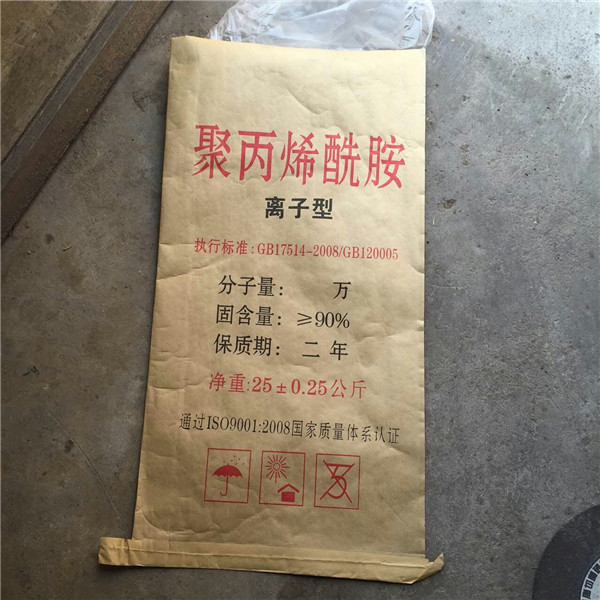 聚丙烯酰胺
离子型
执行标准:GB17514-2008/GB120005
分子量: 万
固含量: ≥90%
保质期: 二年
净重:25±0.25公斤
通过ISO9001:2008国家质量体系认证